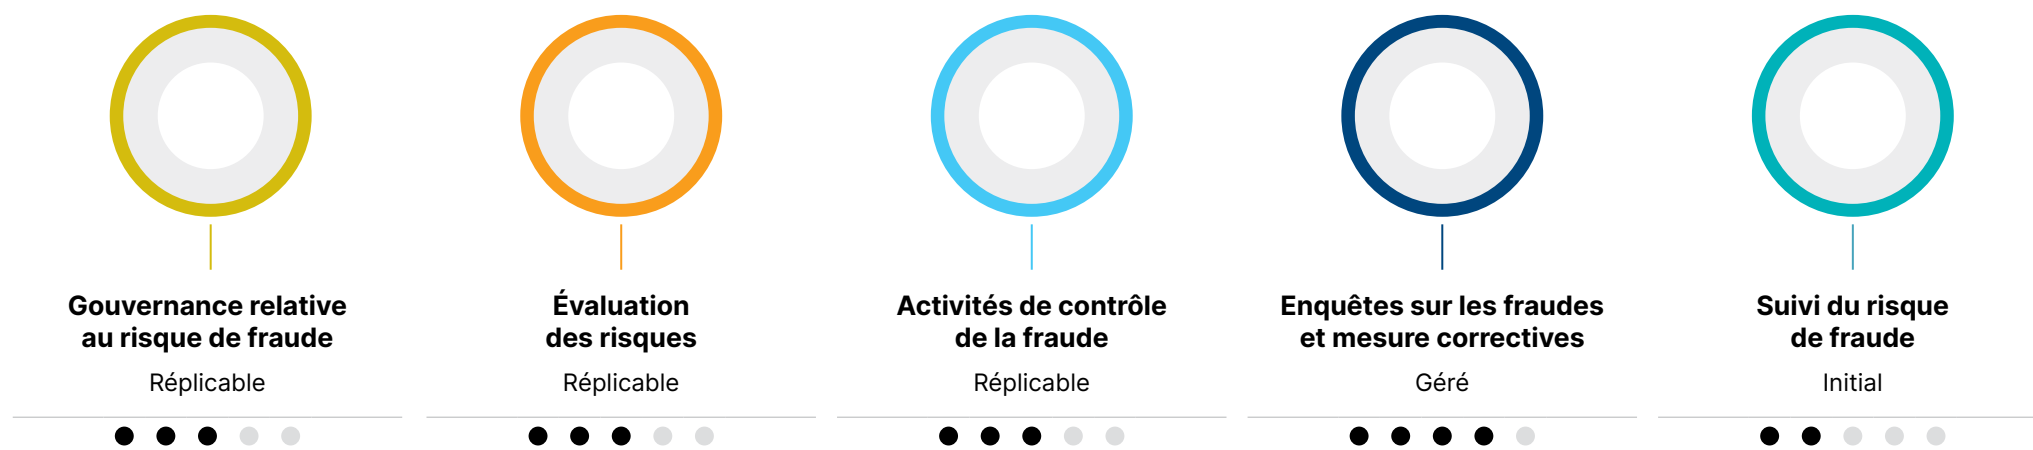 Gouvernance relative
au risque de fraude
Réplicable
Évaluation
des risques
Réplicable
Activités de contrôle
de la fraude
Réplicable
Enquêtes sur les fraudes
et mesure correctives
Géré
Suivi du risque
de fraude
Initial